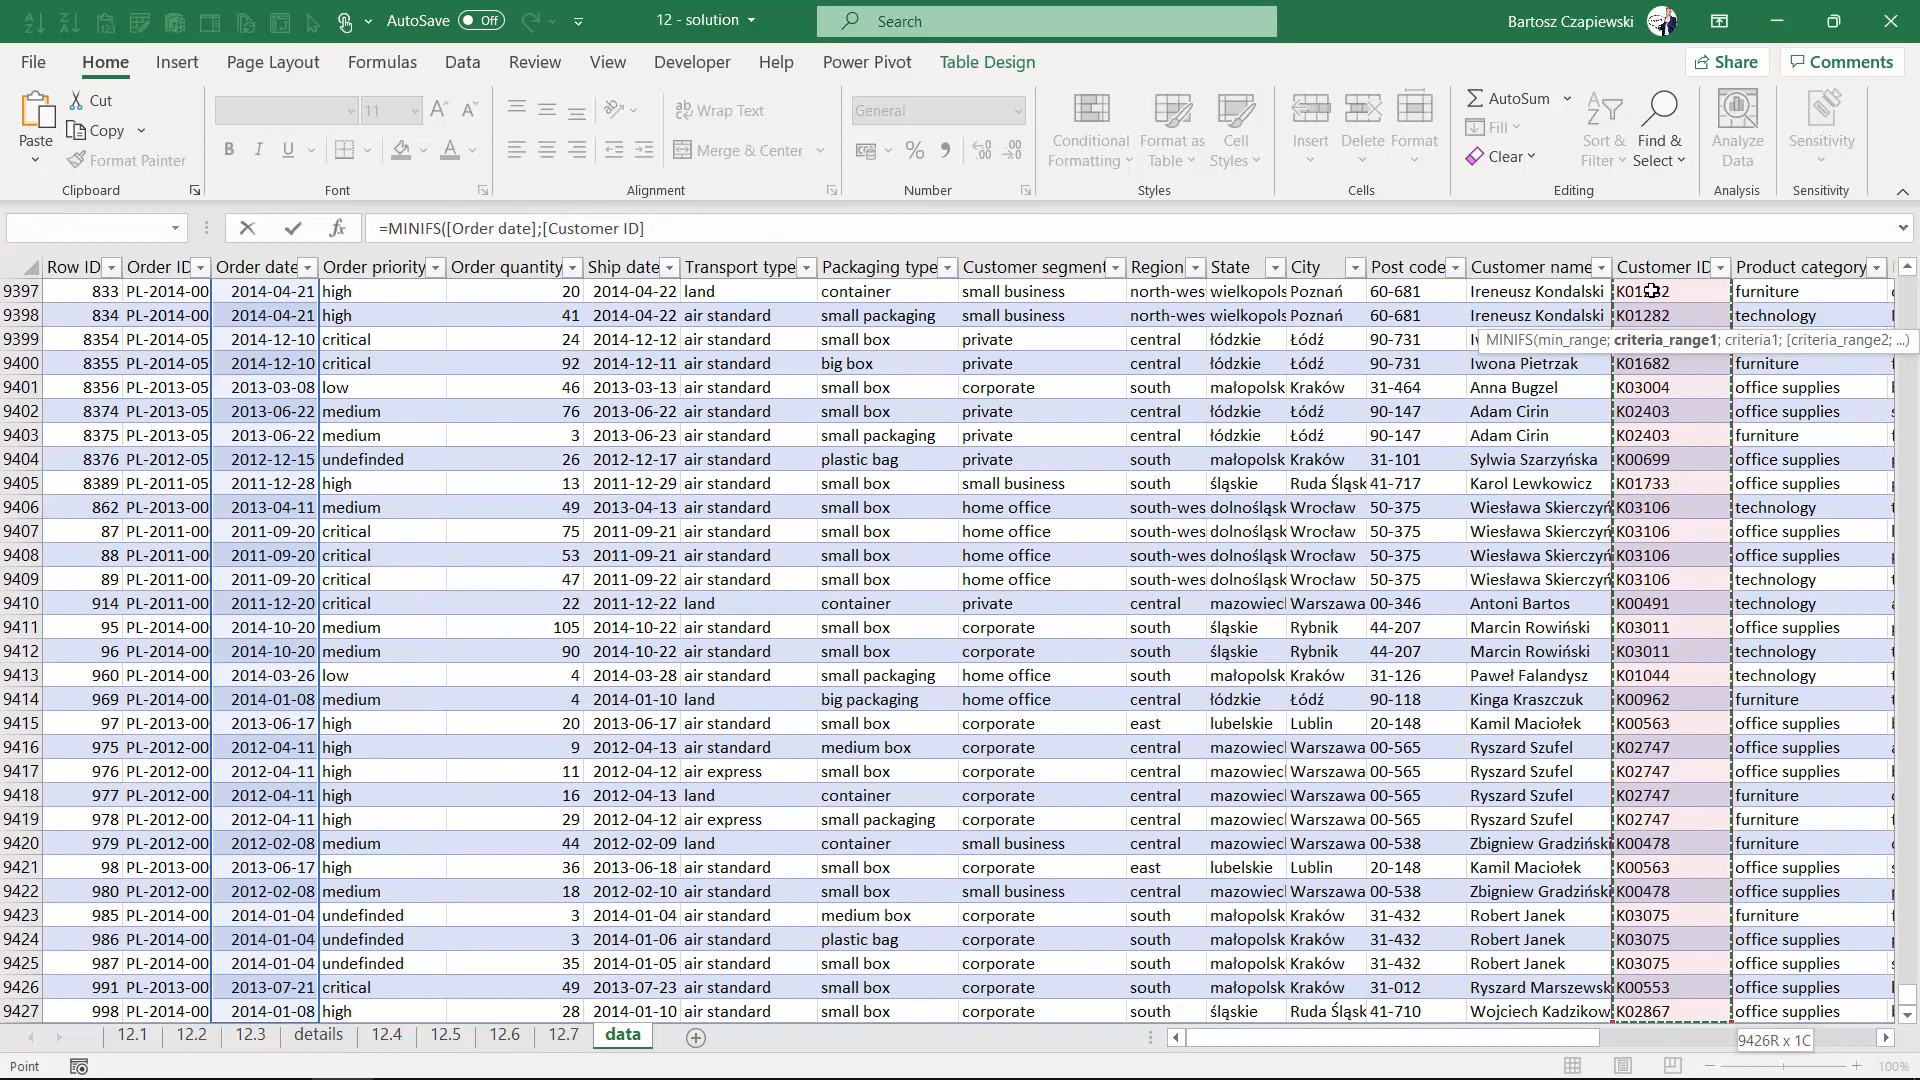 AutoSave Off 12 - solution Search Bartosz Czapiewski
File Home Insert Page Layout Formulas Data Review View Developer Help Power Pivot Table Design Share Comments
Paste Cut Copy Format Painter Clipboard
11 B I U Font
Wrap Text Merge & Center Alignment
General % Number
Conditional Formatting Format as Table Cell Styles Styles
Insert Delete Format Cells
AutoSum Fill Clear Sort & Filter Find & Select Editing
Analyze Data Analysis
Sensitivity Sensitivity
fx =MINIFS([Order date];[Customer ID]
Row ID Order ID Order date Order priority Order quantity Ship date Transport type Packaging type Customer segment Region State City Post code Customer name Customer ID Product category
9397 833 PL-2014-00 2014-04-21 high 20 2014-04-22 land container small business north-wes wielkopols Poznań 60-681 Ireneusz Kondalski furniture
9398 834 PL-2014-00 2014-04-21 high 41 2014-04-22 air standard small packaging small business north-wes wielkopols Poznań 60-681 Ireneusz Kondalski K01282 technology
9399 8354 PL-2014-05 2014-12-10 critical 24 2014-12-12 air standard small box private central łódzkie Łódź 90-731
MINIFS(min_range; criteria_range1; criteria1; [criteria_range2; ...)
9400 8355 PL-2014-05 2014-12-10 critical 92 2014-12-11 air standard big box private central łódzkie Łódź 90-731 Iwona Pietrzak K01682 furniture
9401 8356 PL-2013-05 2013-03-08 low 46 2013-03-13 air standard small box corporate south małopolsk Kraków 31-464 Anna Bugzel K03004 office supplies
9402 8374 PL-2013-05 2013-06-22 medium 76 2013-06-22 air standard small box private central łódzkie Łódź 90-147 Adam Cirin K02403 office supplies
9403 8375 PL-2013-05 2013-06-22 medium 3 2013-06-23 air standard small packaging private central łódzkie Łódź 90-147 Adam Cirin K02403 furniture
9404 8376 PL-2012-05 2012-12-15 undefinded 26 2012-12-17 air standard plastic bag private south małopolsk Kraków 31-101 Sylwia Szarzyńska K00699 office supplies
9405 8389 PL-2011-05 2011-12-28 high 13 2011-12-29 air standard small box small business south śląskie Ruda Śląsk 41-717 Karol Lewkowicz K01733 office supplies
9406 862 PL-2013-00 2013-04-11 medium 49 2013-04-13 air standard small box home office south-wes dolnośląsk Wrocław 50-375 Wiesława Skierczyń K03106 technology
9407 87 PL-2011-00 2011-09-20 critical 75 2011-09-21 air standard small box home office south-wes dolnośląsk Wrocław 50-375 Wiesława Skierczyń K03106 office supplies
9408 88 PL-2011-00 2011-09-20 critical 53 2011-09-21 air standard small box home office south-wes dolnośląsk Wrocław 50-375 Wiesława Skierczyń K03106 office supplies
9409 89 PL-2011-00 2011-09-20 critical 47 2011-09-22 air standard small box home office south-wes dolnośląsk Wrocław 50-375 Wiesława Skierczyń K03106 technology
9410 914 PL-2011-00 2011-12-20 critical 22 2011-12-22 land container private central mazowiec Warszawa 00-346 Antoni Bartos K00491 technology
9411 95 PL-2014-00 2014-10-20 medium 105 2014-10-22 air standard small box corporate south śląskie Rybnik 44-207 Marcin Rowiński K03011 office supplies
9412 96 PL-2014-00 2014-10-20 medium 90 2014-10-22 air standard small box corporate south śląskie Rybnik 44-207 Marcin Rowiński K03011 technology
9413 960 PL-2014-00 2014-03-26 low 4 2014-03-28 air standard small packaging home office south małopolsk Kraków 31-126 Paweł Falandysz K01044 technology
9414 969 PL-2014-00 2014-01-08 medium 4 2014-01-10 land big packaging home office central łódzkie Łódź 90-118 Kinga Kraszczuk K00962 furniture
9415 97 PL-2013-00 2013-06-17 high 20 2013-06-17 air standard small box corporate east lubelskie Lublin 20-148 Kamil Maciołek K00563 office supplies
9416 975 PL-2012-00 2012-04-11 high 9 2012-04-13 air standard medium box corporate central mazowiec Warszawa 00-565 Ryszard Szufel K02747 office supplies
9417 976 PL-2012-00 2012-04-11 high 11 2012-04-12 air express small box corporate central mazowiec Warszawa 00-565 Ryszard Szufel K02747 office supplies
9418 977 PL-2012-00 2012-04-11 high 16 2012-04-13 land container corporate central mazowiec Warszawa 00-565 Ryszard Szufel K02747 furniture
9419 978 PL-2012-00 2012-04-11 high 29 2012-04-12 air express small packaging corporate central mazowiec Warszawa 00-565 Ryszard Szufel K02747 furniture
9420 979 PL-2012-00 2012-02-08 medium 44 2012-02-09 land container corporate central mazowiec Warszawa 00-538 Zbigniew Gradziński K00478 furniture
9421 98 PL-2013-00 2013-06-17 high 36 2013-06-18 air standard small box corporate east lubelskie Lublin 20-148 Kamil Maciołek K00563 office supplies
9422 980 PL-2012-00 2012-02-08 medium 18 2012-02-10 air standard small box small business central mazowiec Warszawa 00-538 Zbigniew Gradziński K00478 office supplies
9423 985 PL-2014-00 2014-01-04 undefinded 3 2014-01-04 air standard medium box corporate south małopolsk Kraków 31-432 Robert Janek K03075 furniture
9424 986 PL-2014-00 2014-01-04 undefinded 3 2014-01-06 air standard plastic bag corporate south małopolsk Kraków 31-432 Robert Janek K03075 office supplies
9425 987 PL-2014-00 2014-01-04 undefinded 35 2014-01-05 air standard small box corporate south małopolsk Kraków 31-432 Robert Janek K03075 office supplies
9426 991 PL-2013-00 2013-07-21 critical 49 2013-07-23 air standard small box corporate south małopolsk Kraków 31-012 Ryszard Marszewsk K00553 office supplies
9427 998 PL-2014-00 2014-01-08 high 28 2014-01-10 air standard small box corporate south śląskie Ruda Śląsk 41-710 Wojciech Kadzikow K02867 office supplies
12.1 12.2 12.3 details 12.4 12.5 12.6 12.7 data 9426R x 1C
Point 100%